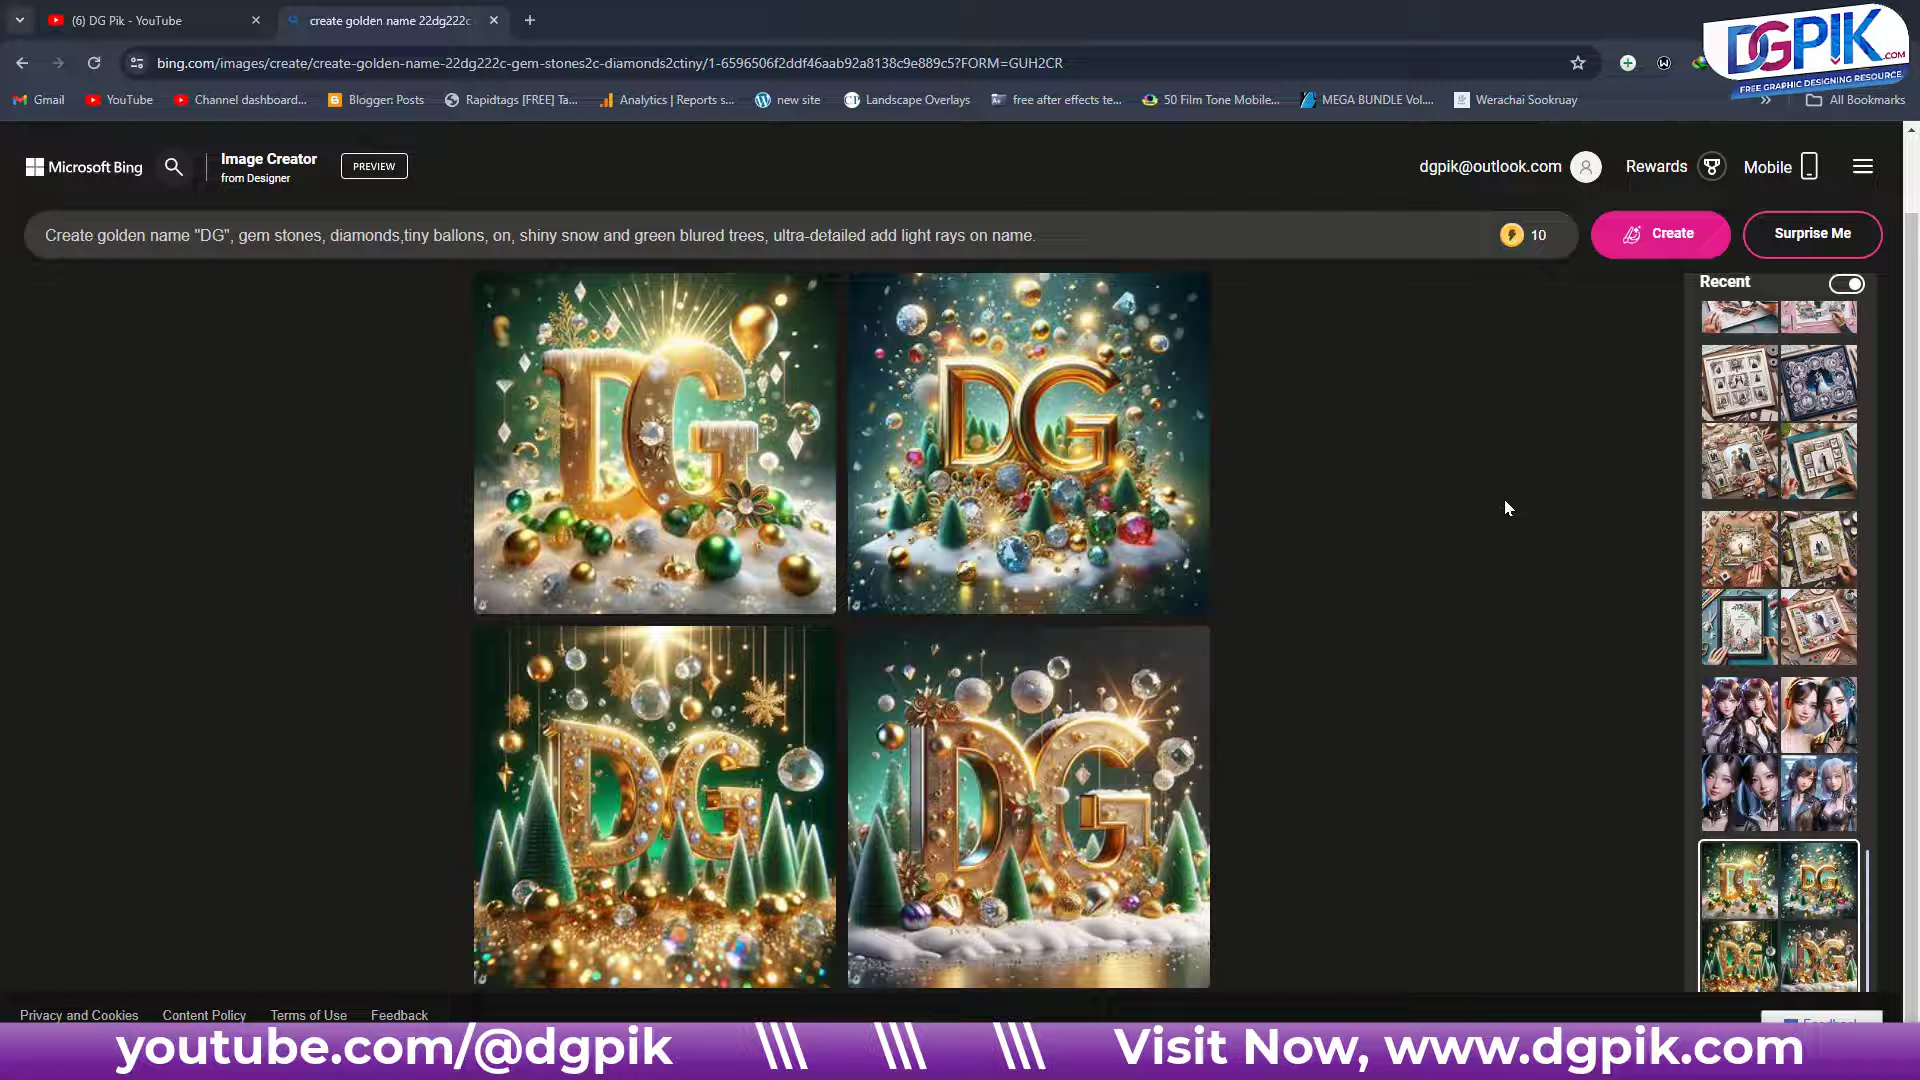 (6) DG Pik - YouTube
create golden name 22dg222c
DGPIK.COM
FREE GRAPHIC DESIGNING RESOURCE
bing.com/images/create/create-golden-name-22dg222c-gem-stones2c-diamonds2ctiny/1-6596506f2ddf46aab92a8138c9e889c5?FORM=GUH2CR
Gmail
YouTube
Channel dashboard...
Blogger: Posts
Rapidtags [FREE] Ta...
Analytics | Reports s...
new site
Landscape Overlays
free after effects te...
50 Film Tone Mobile...
MEGA BUNDLE Vol....
Werachai Sookruay
All Bookmarks
Microsoft Bing
Image Creator
from Designer
PREVIEW
dgpik@outlook.com
Rewards
Mobile
Create golden name "DG", gem stones, diamonds,tiny ballons, on, shiny snow and green blured trees, ultra-detailed add light rays on name.
10
Create
Surprise Me
Recent
DG
DG
DG
DG
Privacy and Cookies
Content Policy
Terms of Use
Feedback
youtube.com/@dgpik
Visit Now, www.dgpik.com